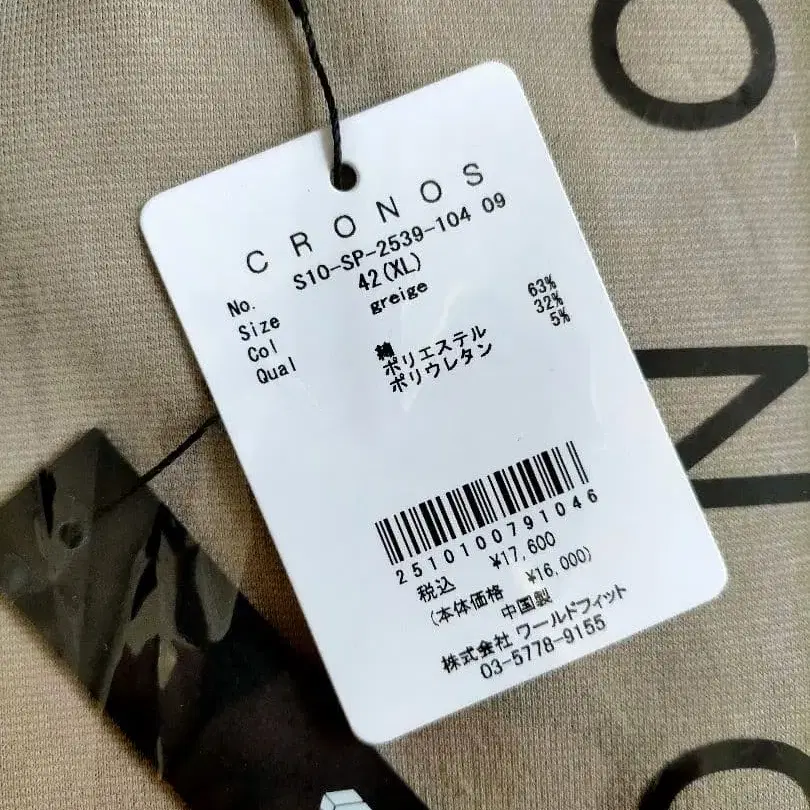 CRONOS
No. S10-SP-2539-104 09
Size 42(XL)
Col greige
Qual 綿 63%
ポリエステル 32%
ポリウレタン 5%
2510100791046
税込 ¥17,600
(本体価格 ¥16,000)
中国製
株式会社 ワールドフィット
03-5778-9155
O
N
O